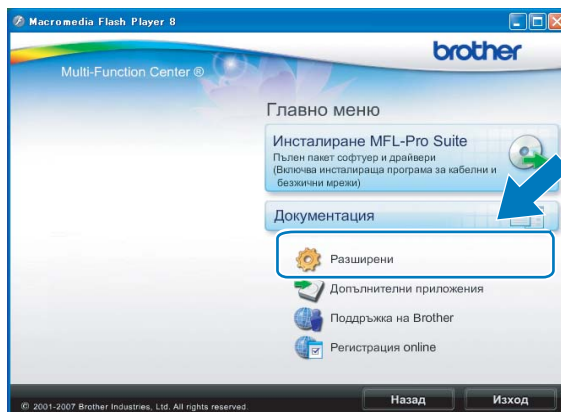 Macromedia Flash Player 8
brother
Multi-Function Center ®
Главно меню
Инсталиране MFL-Pro Suite
Пълен пакет софтуер и драйвери
(Включва инсталираща програма за кабелни и
безжични мрежи)
Документация
Разширени
Допълнителни приложения
Поддръжка на Brother
Регистрация online
© 2001-2007 Brother Industries, Ltd. All rights reserved.
Назад
Изход